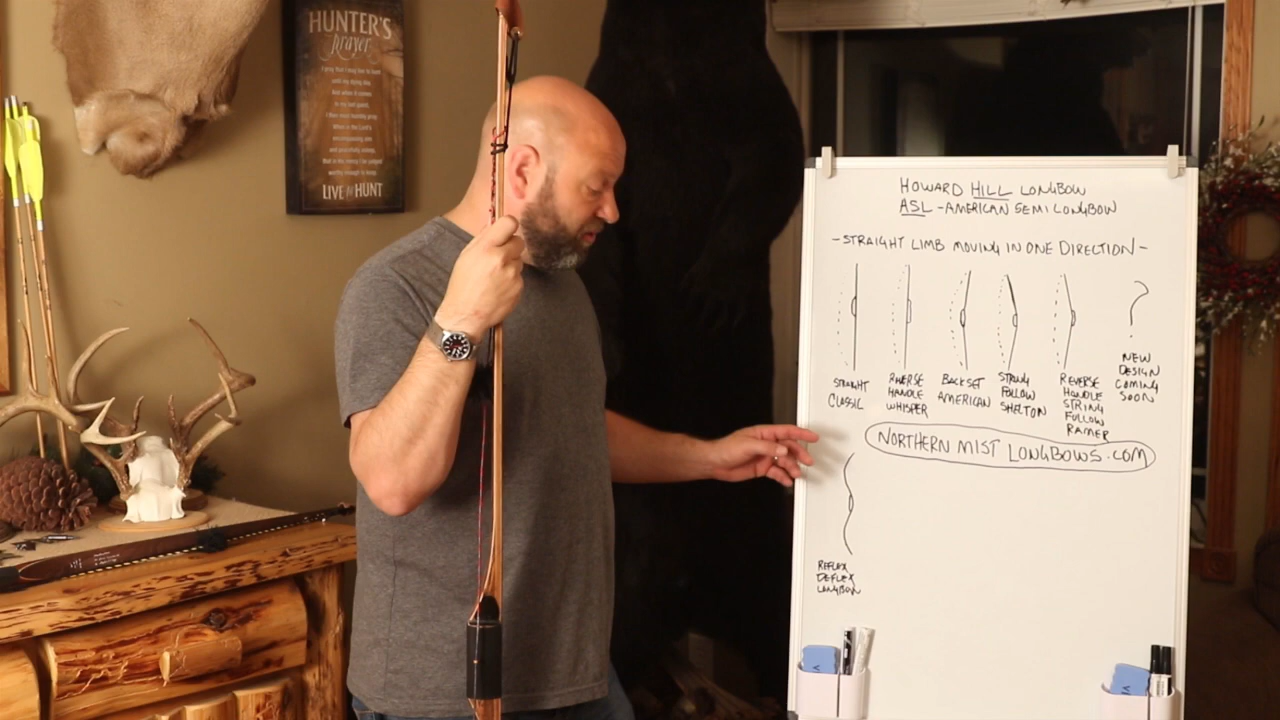 HUNTER'S
Prayer
LIVE to HUNT
HOWARD HILL LONGBOW
ASL - AMERICAN SEMI LONGBOW
- STRAIGHT LIMB MOVING IN ONE DIRECTION -
STRAIGHT
CLASSIC
REVERSE
HANDLE
WHISPER
BACKSET
AMERICAN
STRING
FOLLOW
SHELTON
REVERSE
HANDLE
STRING
FOLLOW
RAMER
?
NEW
DESIGN
COMING
SOON
NORTHERN MIST LONGBOWS.COM
REFLEX
DEFLEX
LONGBOW